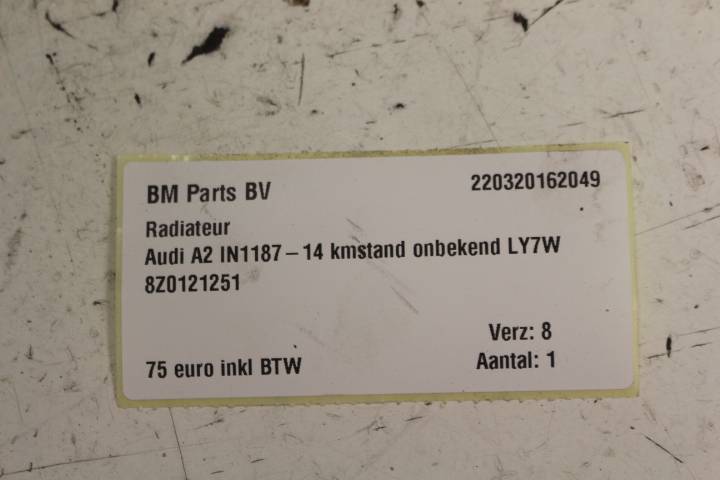 BM Parts BV 220320162049
Radiateur
Audi A2 IN1187 – 14 kmstand onbekend LY7W
8Z0121251
Verz: 8
75 euro inkl BTW Aantal: 1